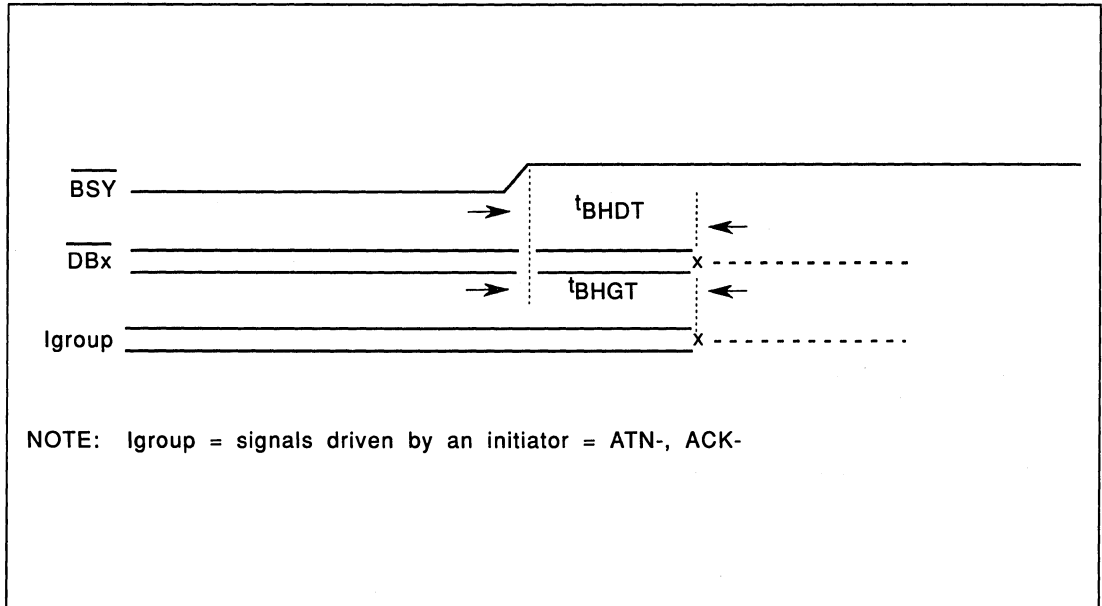 BSY
tBHDT
DBx
x
tBHGT
Igroup
x
NOTE: Igroup = signals driven by an initiator = ATN-, ACK-